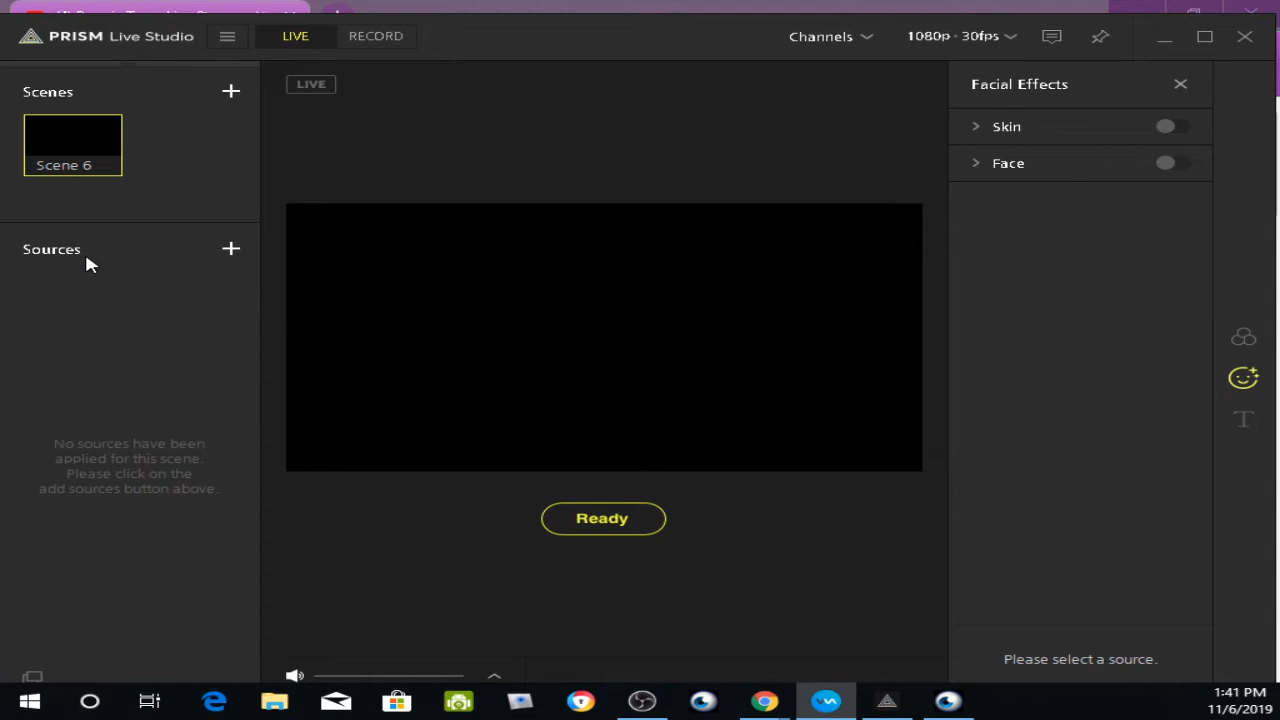 PRISM Live Studio
LIVE
RECORD
Channels
1080p · 30fps
Scenes
LIVE
Facial Effects
Skin
Scene 6
Face
Sources
No sources have been
applied for this scene.
Please click on the
add sources button above.
Ready
Please select a source.
1:41 PM
11/6/2019